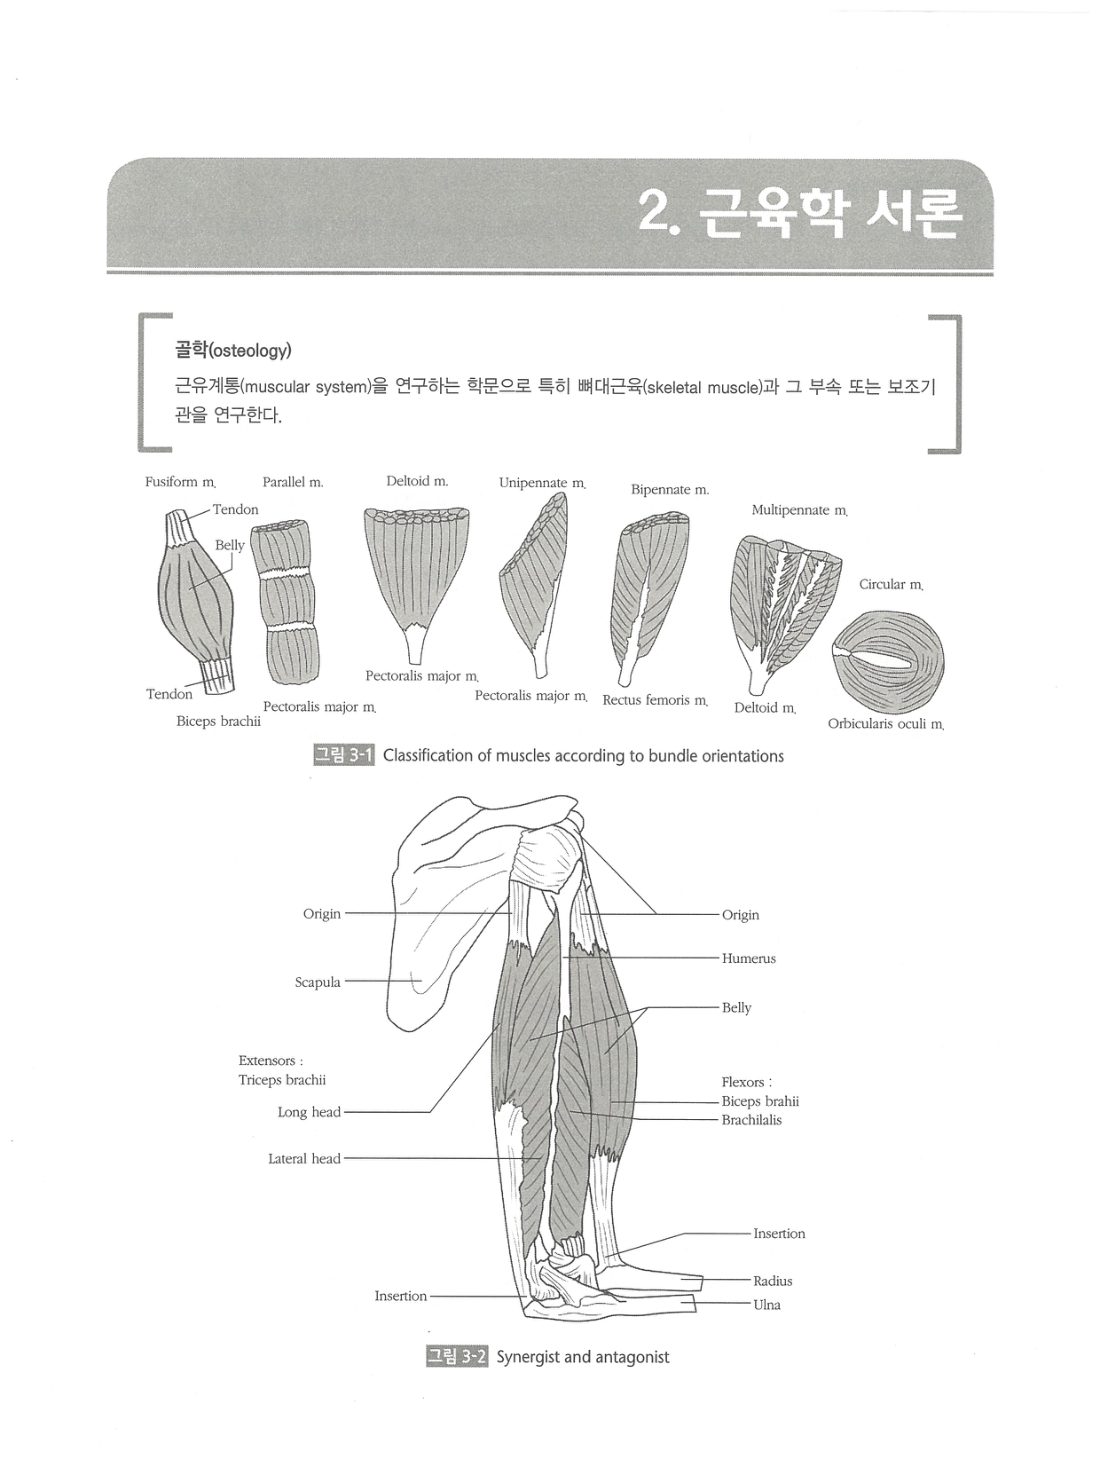 2. 근육학 서론
골학(osteology)
근유계통(muscular system)을 연구하는 학문으로 특히 뼈대근육(skeletal muscle)과 그 부속 또는 보조기
관을 연구한다.
Fusiform m.
Parallel m.
Deltoid m.
Unipennate m.
Bipennate m.
Multipennate m.
Circular m.
Tendon
Belly
Tendon
Biceps brachii
Pectoralis major m.
Pectoralis major m.
Pectoralis major m.
Rectus femoris m.
Deltoid m.
Orbicularis oculi m.
그림 3-1 Classification of muscles according to bundle orientations
Origin
Scapula
Extensors :
Triceps brachii
Long head
Lateral head
Insertion
Origin
Humerus
Belly
Flexors :
Biceps brahii
Brachilalis
Insertion
Radius
Ulna
그림 3-2 Synergist and antagonist